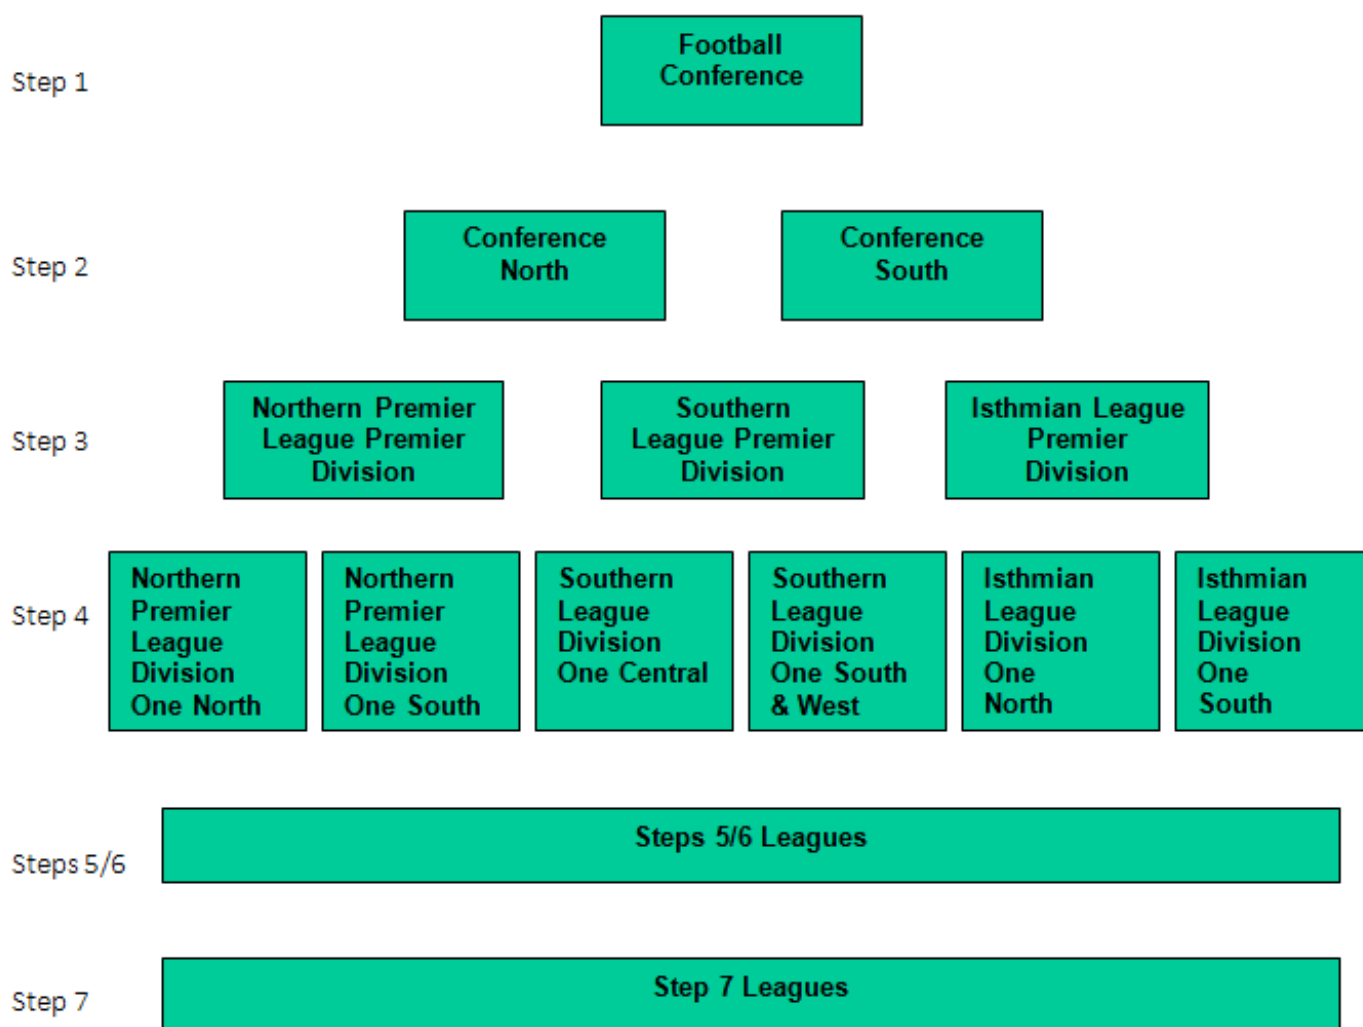 Step 1
Football
Conference
Step 2
Conference
North
Conference
South
Step 3
Northern Premier
League Premier
Division
Southern
League Premier
Division
Isthmian League
Premier
Division
Step 4
Northern
Premier
League
Division
One North
Northern
Premier
League
Division
One South
Southern
League
Division
One Central
Southern
League
Division
One South
& West
Isthmian
League
Division
One
North
Isthmian
League
Division
One
South
Steps 5/6
Steps 5/6 Leagues
Step 7
Step 7 Leagues